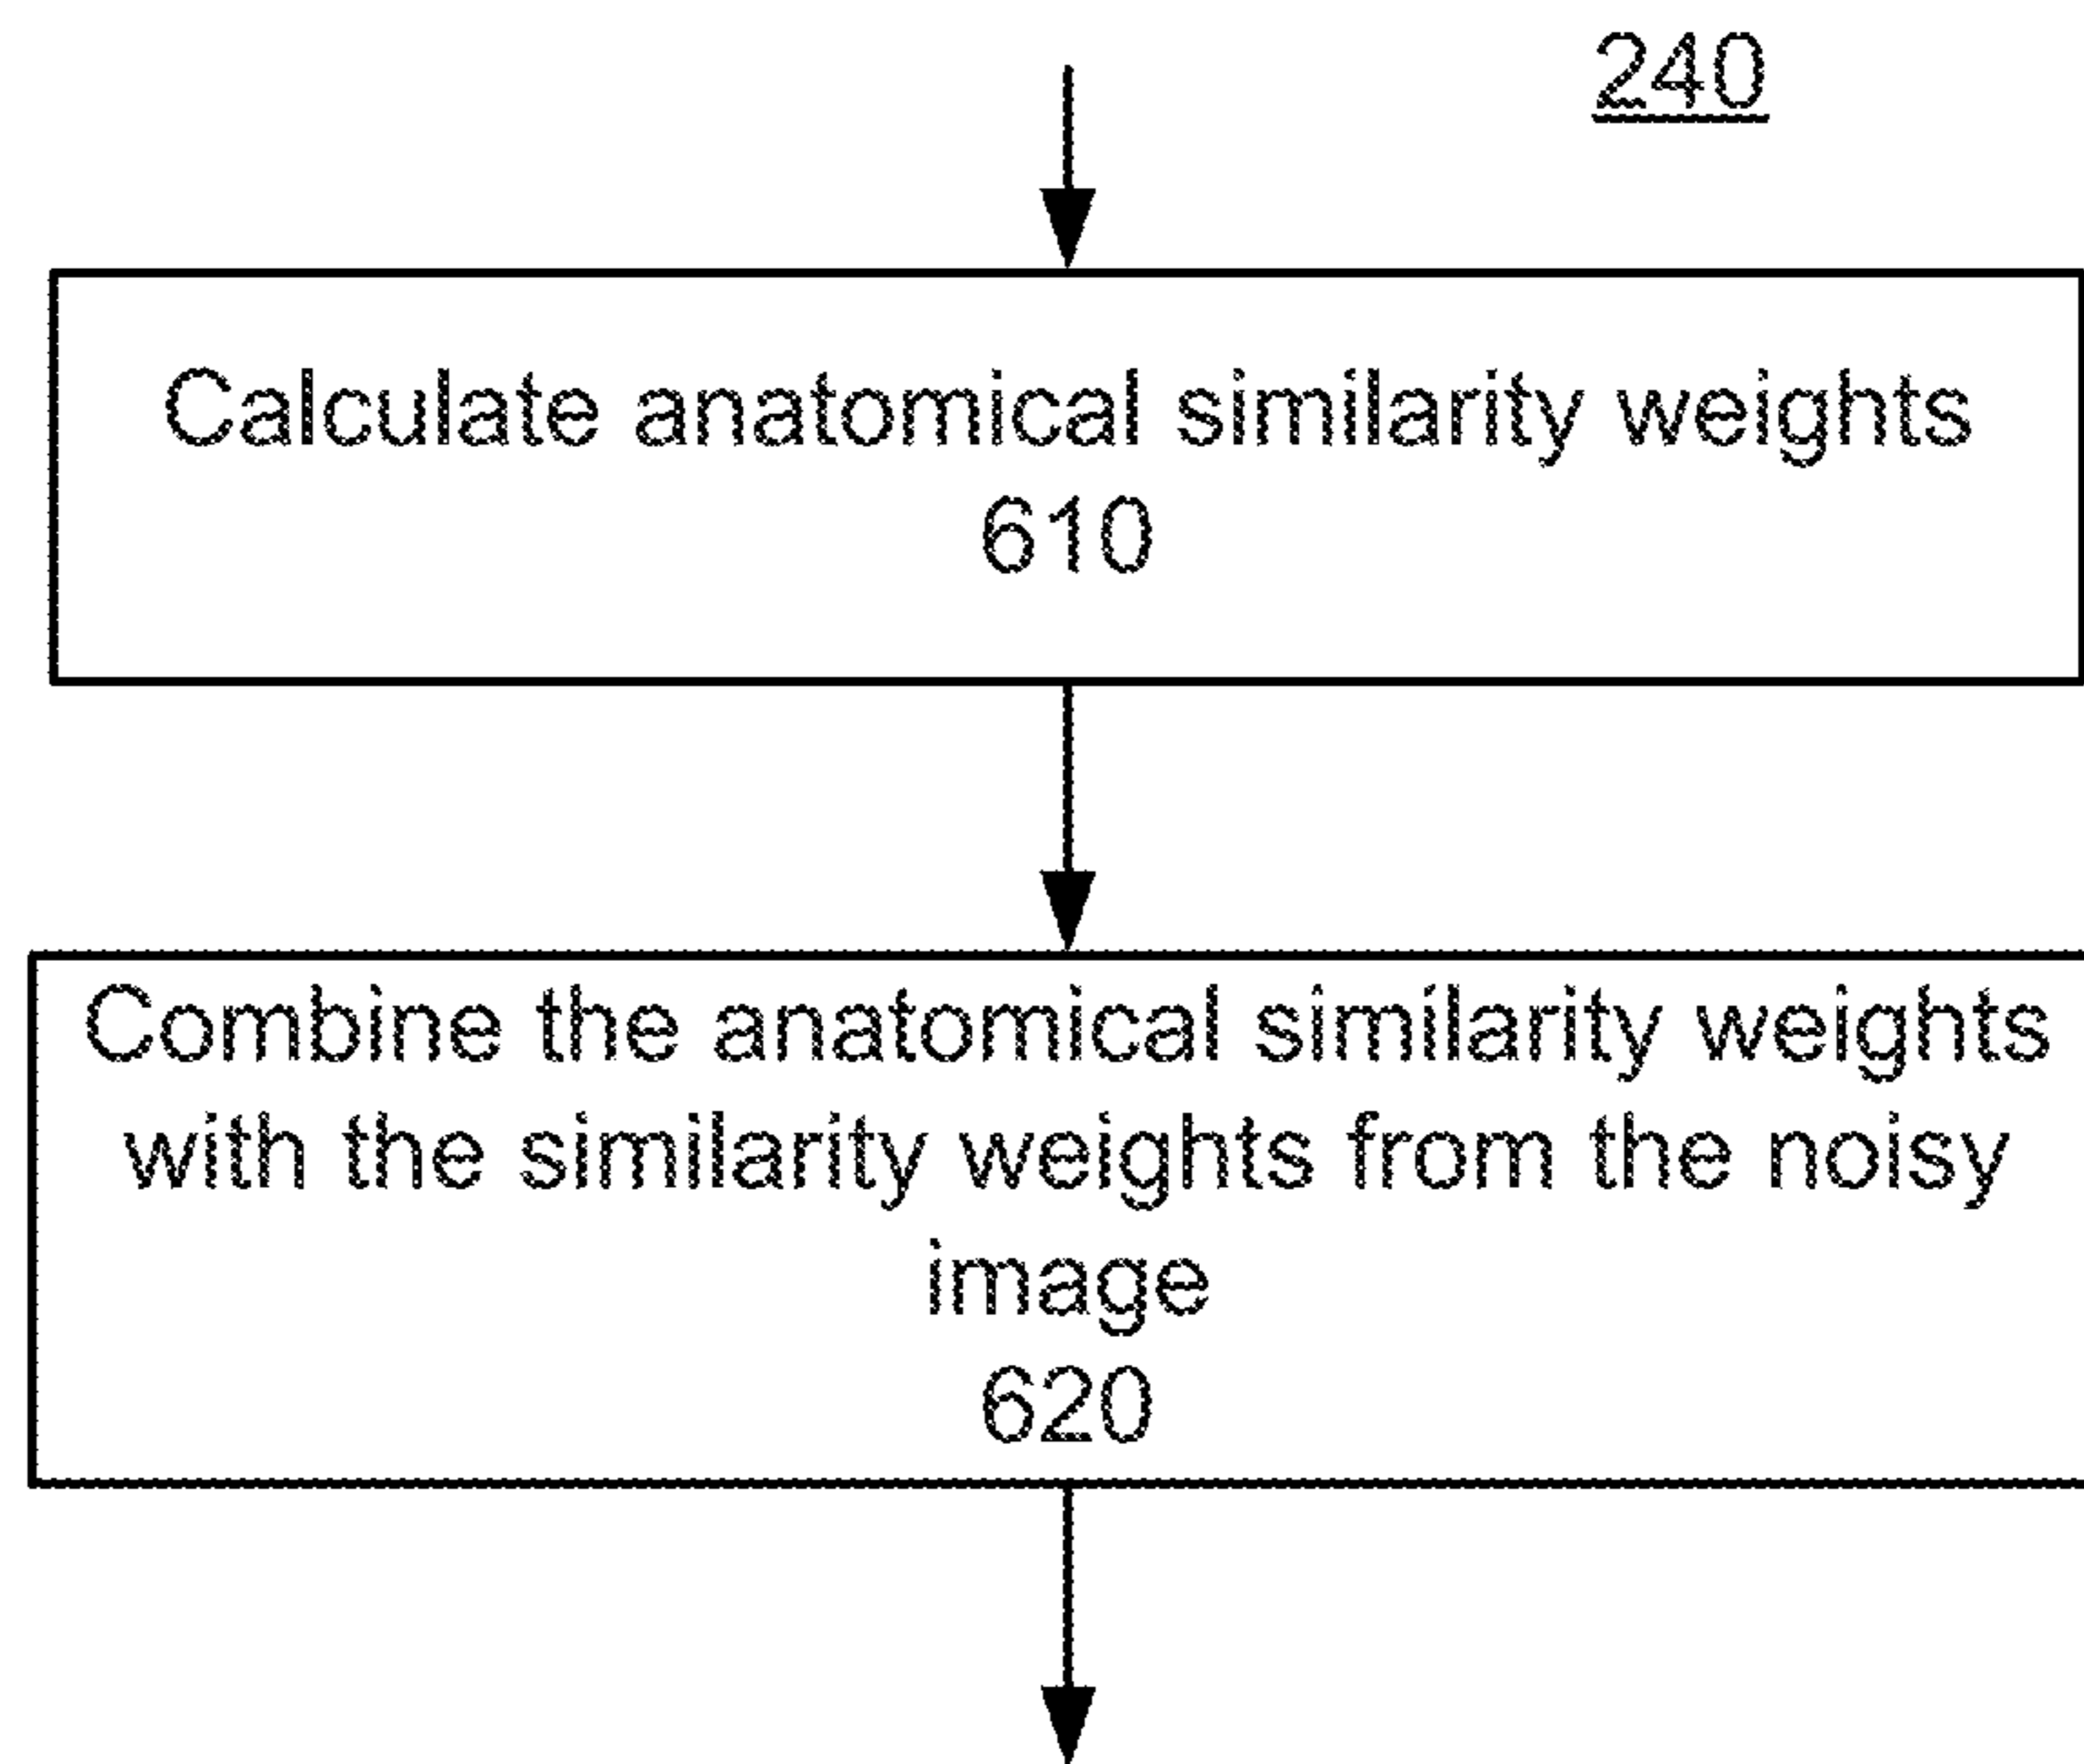 240
Calculate anatomical similarity weights
610
Combine the anatomical similarity weights
with the similarity weights from the noisy
image
620